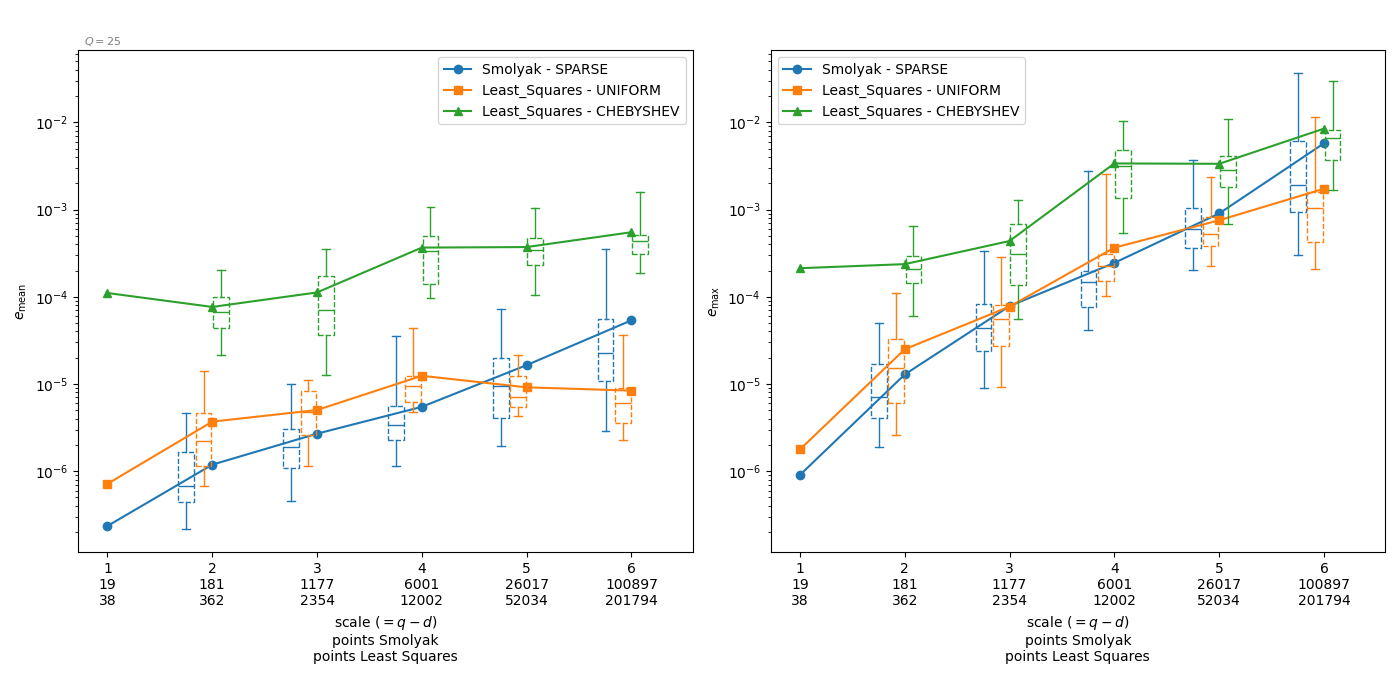 Q = 25
Smolyak - SPARSE
Least_Squares - UNIFORM
Least_Squares - CHEBYSHEV
10⁻²
10⁻³
10⁻⁴
10⁻⁵
10⁻⁶
e_mean
1 2 3 4 5 6
19 181 1177 6001 26017 100897
38 362 2354 12002 52034 201794
scale (= q − d)
points Smolyak
points Least Squares
Smolyak - SPARSE
Least_Squares - UNIFORM
Least_Squares - CHEBYSHEV
10⁻²
10⁻³
10⁻⁴
10⁻⁵
10⁻⁶
e_max
1 2 3 4 5 6
19 181 1177 6001 26017 100897
38 362 2354 12002 52034 201794
scale (= q − d)
points Smolyak
points Least Squares